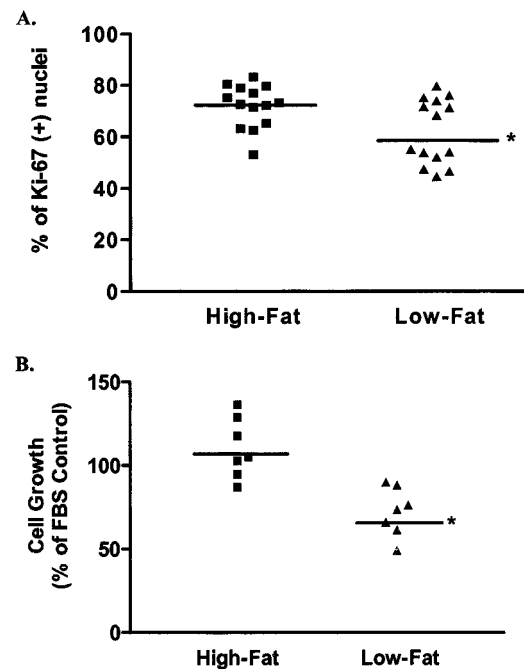 A.
% of Ki-67 (+) nuclei
100
80
60
40
20
0
*
High-Fat
Low-Fat
B.
Cell Growth
(% of FBS Control)
150
100
50
0
*
High-Fat
Low-Fat